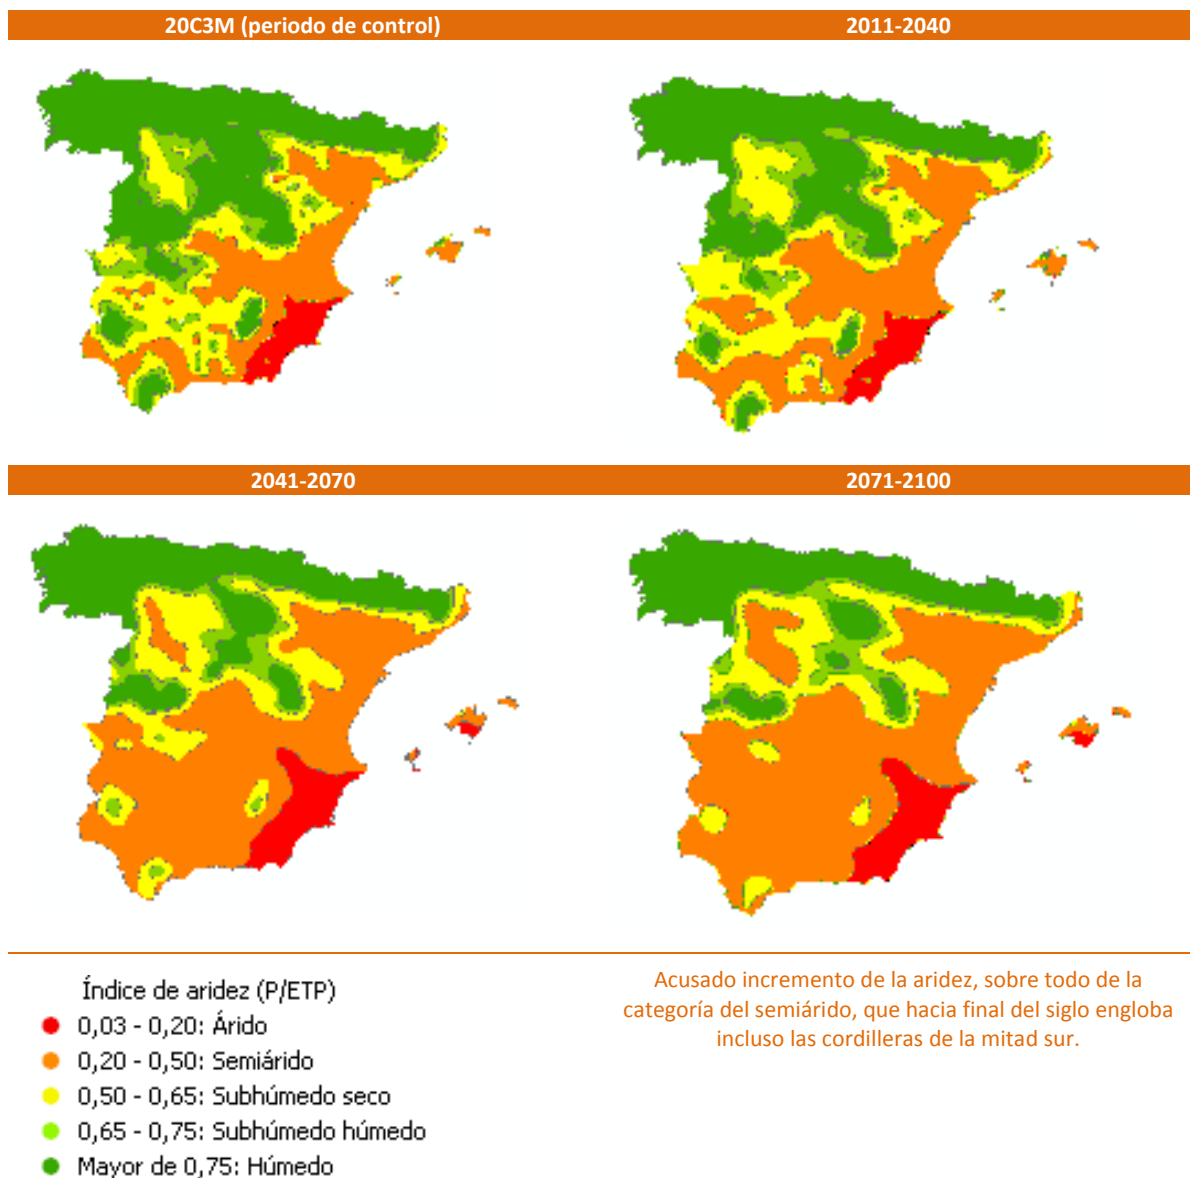 20C3M (periodo de control)
2011-2040
2041-2070
2071-2100
Índice de aridez (P/ETP)
0,03 - 0,20: Árido
0,20 - 0,50: Semiárido
0,50 - 0,65: Subhúmedo seco
0,65 - 0,75: Subhúmedo húmedo
Mayor de 0,75: Húmedo
Acusado incremento de la aridez, sobre todo de la
categoría del semiárido, que hacia final del siglo engloba
incluso las cordilleras de la mitad sur.